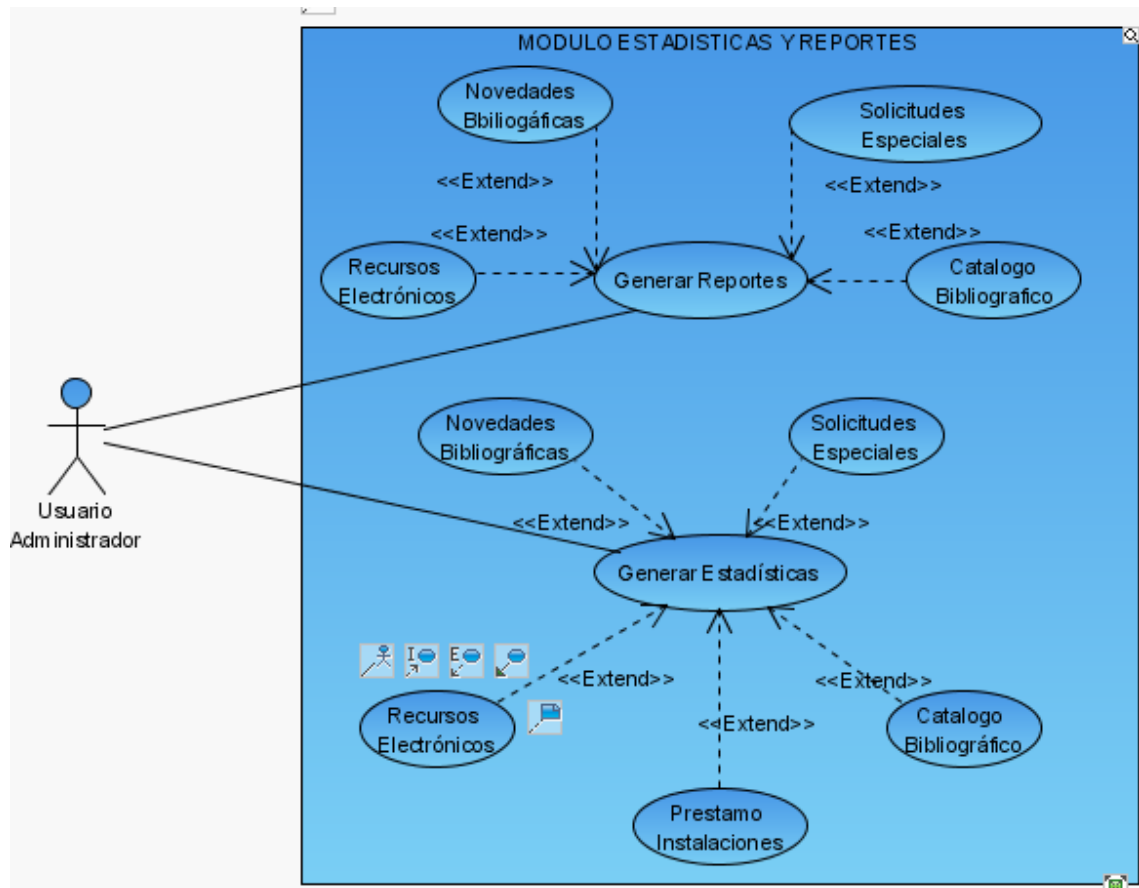 MODULO ESTADISTICAS Y REPORTES
Novedades
Bbiliogáficas
Solicitudes
Especiales
<<Extend>>
<<Extend>>
<<Extend>>
<<Extend>>
Recursos
Electrónicos
Generar Reportes
Catalogo
Bibliografico
Novedades
Bibliográficas
Solicitudes
Especiales
Usuario
Administrador
<<Extend>>
<<Extend>>
Generar Estadísticas
I
E
<<Extend>>
<<Extend>>
Recursos
Electrónicos
<<Extend>>
Catalogo
Bibliográfico
Prestamo
Instalaciones